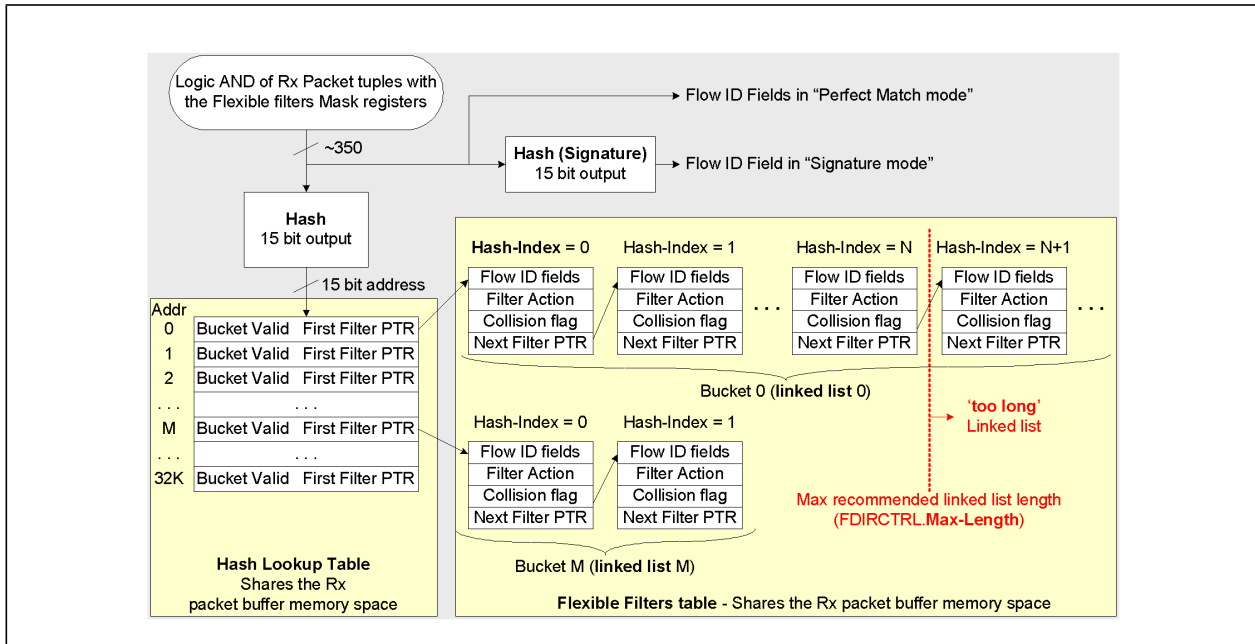 Logic AND of Rx Packet tuples with
the Flexible filters Mask registers
Flow ID Fields in “Perfect Match mode”
~350
Hash (Signature)
15 bit output
Flow ID Field in “Signature mode”
Hash
15 bit output
15 bit address
Addr
0 Bucket Valid First Filter PTR
1 Bucket Valid First Filter PTR
2 Bucket Valid First Filter PTR
. . . . . .
M Bucket Valid First Filter PTR
. . . . . .
32K Bucket Valid First Filter PTR
Hash Lookup Table
Shares the Rx
packet buffer memory space
Hash-Index = 0 Hash-Index = 1 Hash-Index = N Hash-Index = N+1
Flow ID fields Flow ID fields Flow ID fields Flow ID fields
Filter Action Filter Action Filter Action Filter Action
Collision flag Collision flag . . . Collision flag Collision flag . . .
Next Filter PTR Next Filter PTR Next Filter PTR Next Filter PTR
Bucket 0 (linked list 0)
‘too long’
Linked list
Hash-Index = 0 Hash-Index = 1
Flow ID fields Flow ID fields
Filter Action Filter Action
Collision flag Collision flag
Next Filter PTR Next Filter PTR
Max recommended linked list length
(FDIRCTRL.Max-Length)
Bucket M (linked list M)
Flexible Filters table - Shares the Rx packet buffer memory space